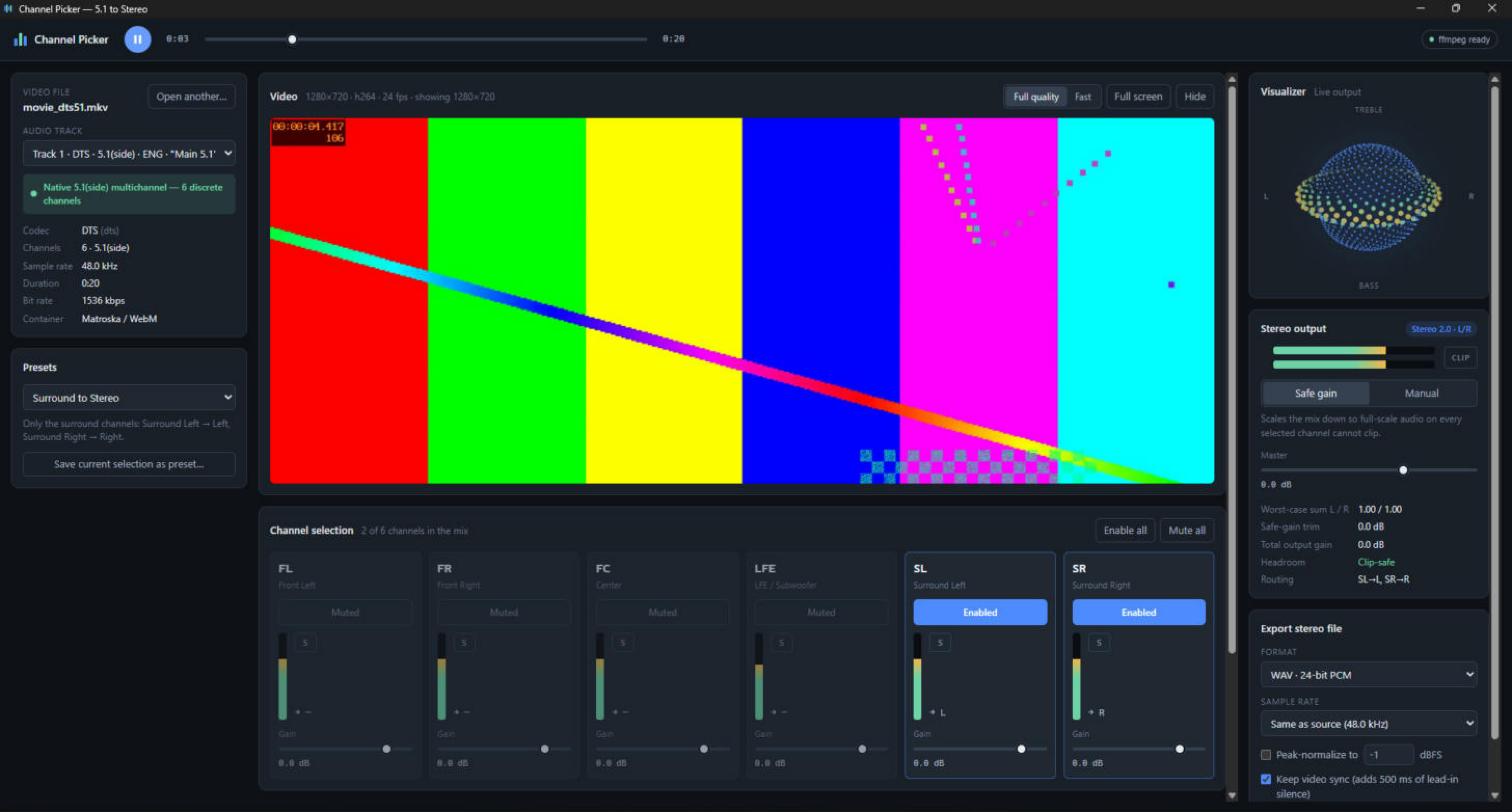 Channel Picker — 5.1 to Stereo
Channel Picker
0:03
0:20
ffmpeg ready
VIDEO FILE
movie_dts51.mkv
Open another...
AUDIO TRACK
Track 1 · DTS · 5.1(side) · ENG · "Main 5.1'
Native 5.1(side) multichannel — 6 discrete
channels
Codec DTS (dts)
Channels 6 · 5.1(side)
Sample rate 48.0 kHz
Duration 0:20
Bit rate 1536 kbps
Container Matroska / WebM
Presets
Surround to Stereo
Only the surround channels: Surround Left → Left,
Surround Right → Right.
Save current selection as preset...
Video 1280×720 · h264 · 24 fps · showing 1280×720
Full quality Fast Full screen Hide
00:00:04.417
106
Channel selection 2 of 6 channels in the mix
Enable all Mute all
FL
Front Left
Muted
S
→ —
Gain
0.0 dB
FR
Front Right
Muted
S
→ —
Gain
0.0 dB
FC
Center
Muted
S
→ —
Gain
0.0 dB
LFE
LFE / Subwoofer
Muted
S
→ —
Gain
0.0 dB
SL
Surround Left
Enabled
S
→ L
Gain
0.0 dB
SR
Surround Right
Enabled
S
→ R
Gain
0.0 dB
Visualizer Live output
TREBLE
L
R
BASS
Stereo output
Stereo 2.0 · L/R
CLIP
Safe gain Manual
Scales the mix down so full-scale audio on every
selected channel cannot clip.
Master
0.0 dB
Worst-case sum L / R 1.00 / 1.00
Safe-gain trim 0.0 dB
Total output gain 0.0 dB
Headroom Clip-safe
Routing SL→L, SR→R
Export stereo file
FORMAT
WAV · 24-bit PCM
SAMPLE RATE
Same as source (48.0 kHz)
Peak-normalize to -1 dBFS
Keep video sync (adds 500 ms of lead-in
silence)